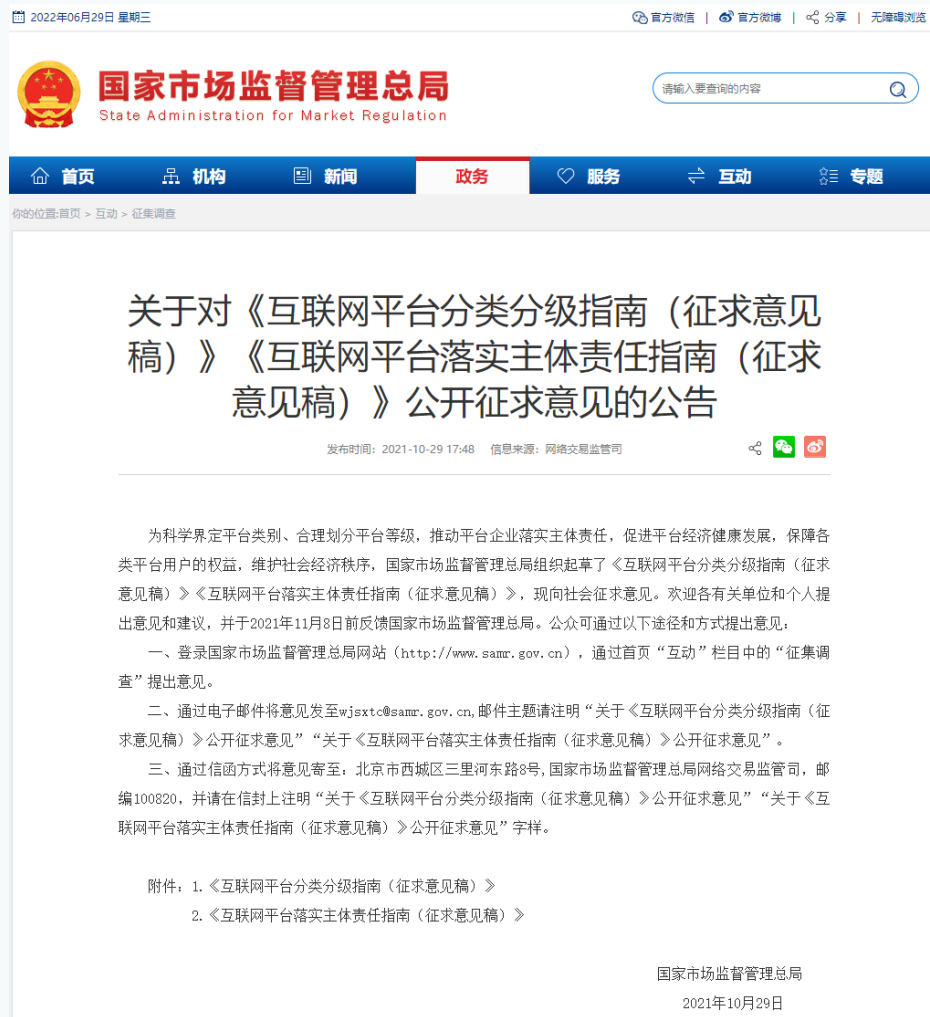 2022年06月29日 星期三
官方微信 | 官方微博 | 分享 | 无障碍浏览
国家市场监督管理总局
State Administration for Market Regulation
请输入要查询的内容
首页 机构 新闻 政务 服务 互动 专题
你的位置:首页 > 互动 > 征集调查
关于对《互联网平台分类分级指南（征求意见
稿）》《互联网平台落实主体责任指南（征求
意见稿）》公开征求意见的公告
发布时间：2021-10-29 17:48 信息来源：网络交易监管司
为科学界定平台类别、合理划分平台等级，推动平台企业落实主体责任，促进平台经济健康发展，保障各
类平台用户的权益，维护社会经济秩序，国家市场监督管理总局组织起草了《互联网平台分类分级指南（征求
意见稿）》《互联网平台落实主体责任指南（征求意见稿）》，现向社会征求意见。欢迎各有关单位和个人提
出意见和建议，并于2021年11月8日前反馈国家市场监督管理总局。公众可通过以下途径和方式提出意见：
一、登录国家市场监督管理总局网站（http://www.samr.gov.cn），通过首页“互动”栏目中的“征集调
查”提出意见。
二、通过电子邮件将意见发至wjsxtc@samr.gov.cn,邮件主题请注明“关于《互联网平台分类分级指南（征
求意见稿）》公开征求意见”“关于《互联网平台落实主体责任指南（征求意见稿）》公开征求意见”。
三、通过信函方式将意见寄至：北京市西城区三里河东路8号,国家市场监督管理总局网络交易监管司，邮
编100820，并请在信封上注明“关于《互联网平台分类分级指南（征求意见稿）》公开征求意见”“关于《互
联网平台落实主体责任指南（征求意见稿）》公开征求意见”字样。
附件：1.《互联网平台分类分级指南（征求意见稿）》
2.《互联网平台落实主体责任指南（征求意见稿）》
国家市场监督管理总局
2021年10月29日